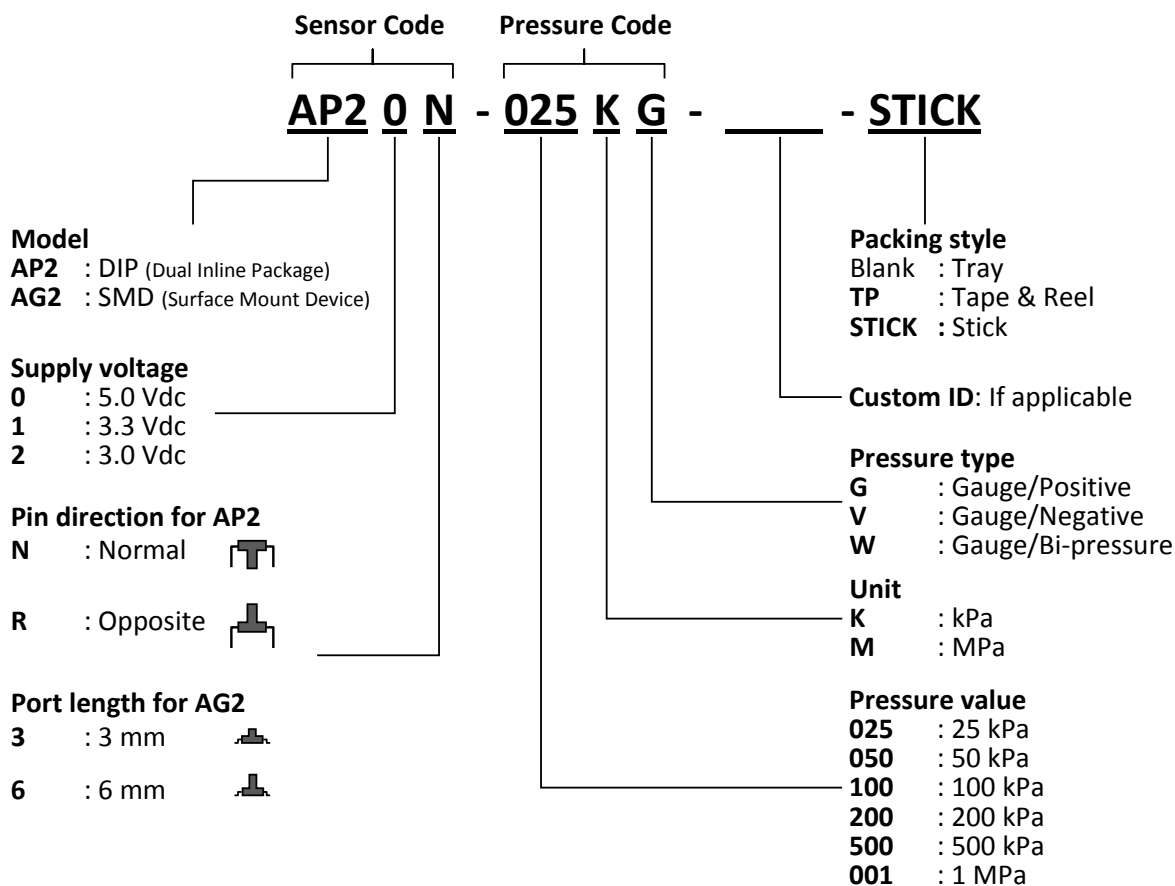 Sensor Code Pressure Code
AP2 0 N - 025 K G - ____ - STICK
Model
AP2 : DIP (Dual Inline Package)
AG2 : SMD (Surface Mount Device)
Supply voltage
0 : 5.0 Vdc
1 : 3.3 Vdc
2 : 3.0 Vdc
Pin direction for AP2
N : Normal
R : Opposite
Port length for AG2
3 : 3 mm
6 : 6 mm
Packing style
Blank : Tray
TP : Tape & Reel
STICK : Stick
Custom ID: If applicable
Pressure type
G : Gauge/Positive
V : Gauge/Negative
W : Gauge/Bi-pressure
Unit
K : kPa
M : MPa
Pressure value
025 : 25 kPa
050 : 50 kPa
100 : 100 kPa
200 : 200 kPa
500 : 500 kPa
001 : 1 MPa